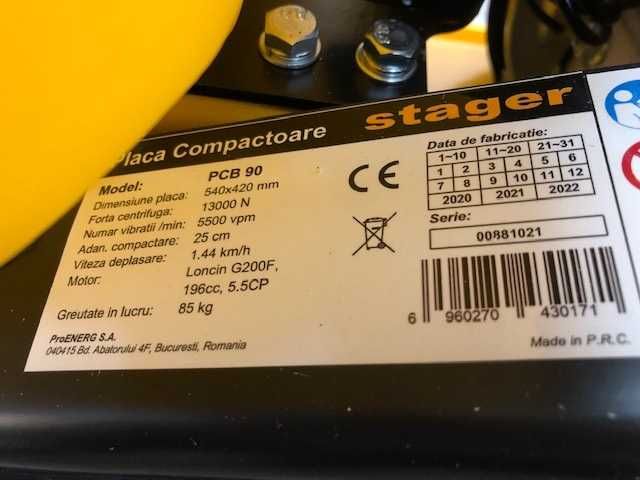 stager
Placa Compactoare
Model: PCB 90
Dimensiune placa: 540x420 mm
Forta centrifuga: 13000 N
Numar vibratii /min: 5500 vpm
Adan. compactare: 25 cm
Viteza deplasare: 1.44 km/h
Motor: Loncin G200F,
196cc, 5.5CP
Greutate in lucru: 85 kg
ProENERG S.A.
040415 Bd. Abatorului 4F, Bucuresti, Romania
CE
Data de fabricatie:
1~10 11~20 21~31
1 2 3 4 5 6
7 8 9 10 11 12
2020 2021 2022
Serie:
00881021
6 960270 430171
Made in P.R.C.